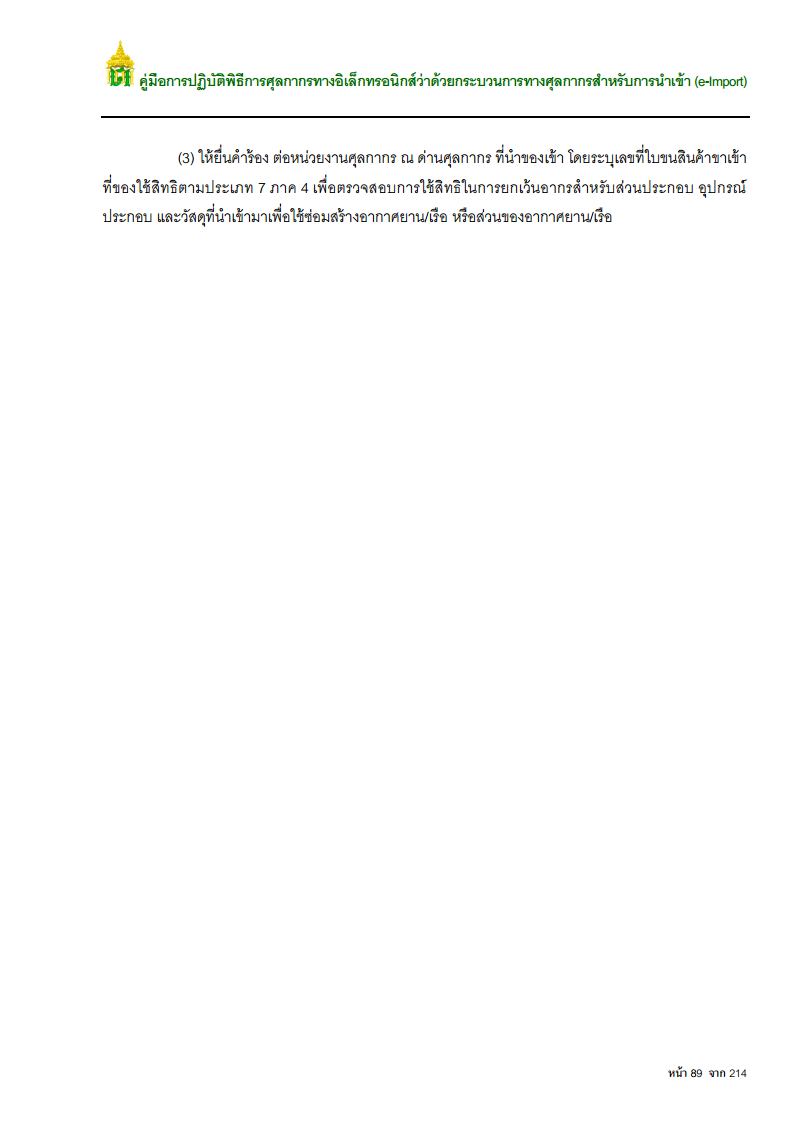 คู่มือการปฏิบัติพิธีการศุลกากรทางอิเล็กทรอนิกส์ว่าด้วยกระบวนการทางศุลกากรสำหรับการนำเข้า (e-Import)
(3) ให้ยื่นคำร้อง ต่อหน่วยงานศุลกากร ณ ด่านศุลกากร ที่นำของเข้า โดยระบุเลขที่ใบขนสินค้าขาเข้า
ที่ของใช้สิทธิตามประเภท 7 ภาค 4 เพื่อตรวจสอบการใช้สิทธิในการยกเว้นอากรสำหรับส่วนประกอบ อุปกรณ์
ประกอบ และวัสดุที่นำเข้ามาเพื่อใช้ซ่อมสร้างอากาศยาน/เรือ หรือส่วนของอากาศยาน/เรือ
หน้า 89 จาก 214